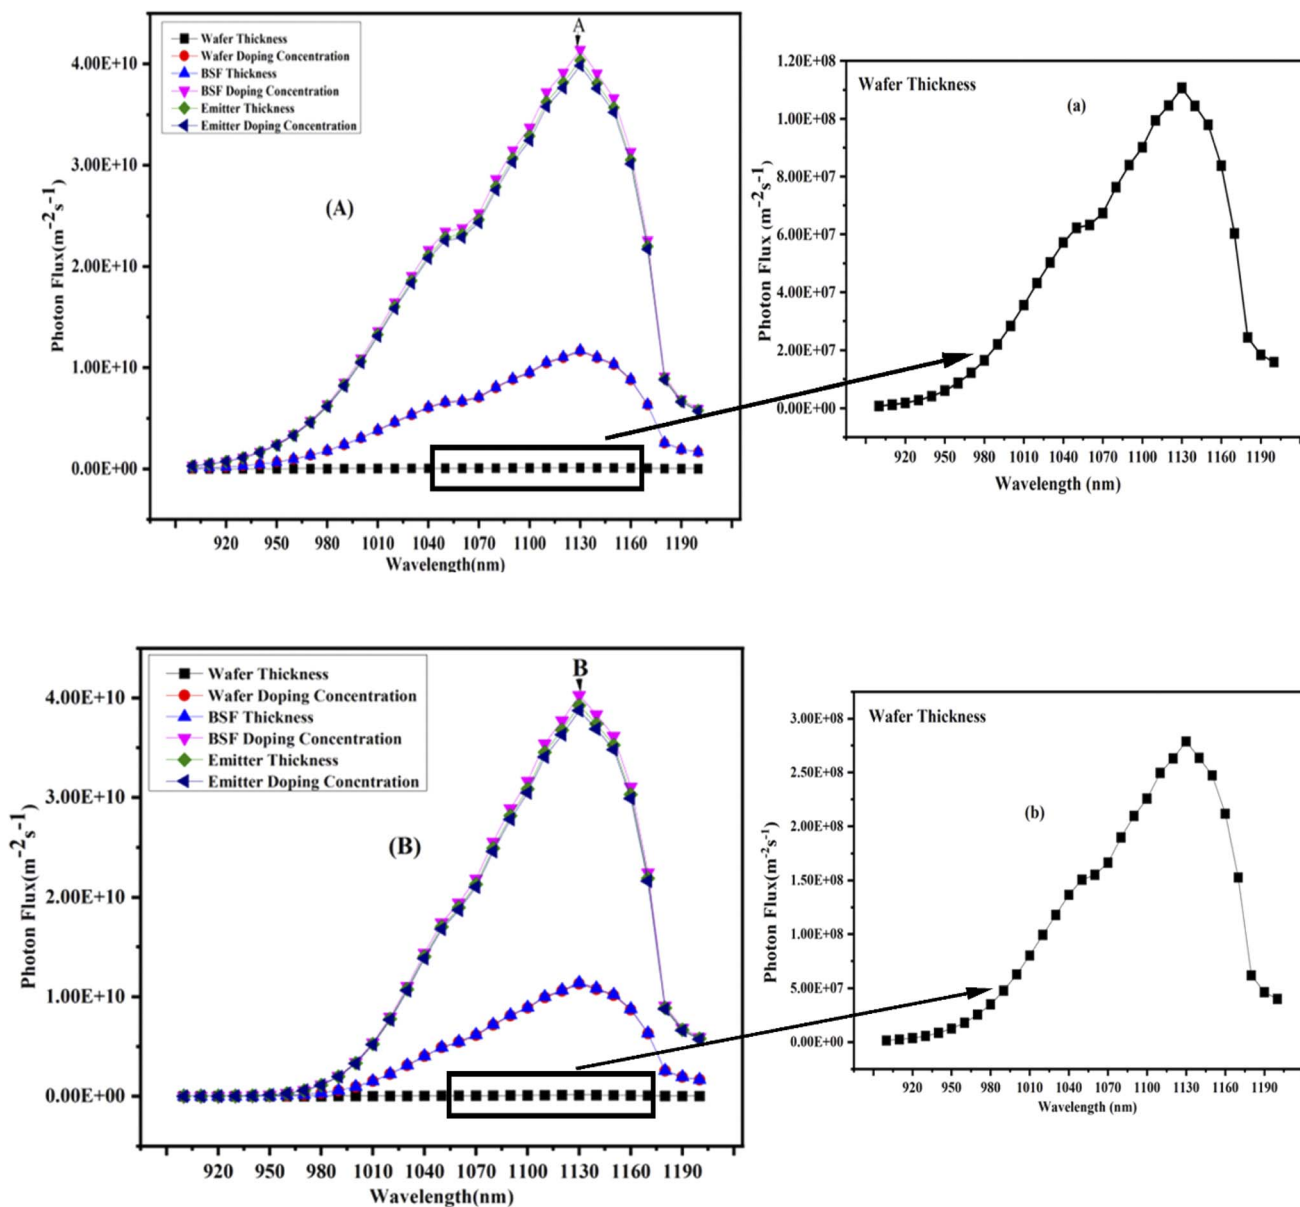 A
Wafer Thickness
Wafer Doping Concentration
BSF Thickness
BSF Doping Concentration
Emitter Thickness
Emitter Doping Concentration
(A)
4.00E+10
3.00E+10
2.00E+10
1.00E+10
0.00E+00
Photon Flux(m⁻²s⁻¹)
920 950 980 1010 1040 1070 1100 1130 1160 1190
Wavelength(nm)
Wafer Thickness
(a)
1.20E+08
1.00E+08
8.00E+07
6.00E+07
4.00E+07
2.00E+07
0.00E+00
Photon Flux (m⁻²s⁻¹)
920 950 980 1010 1040 1070 1100 1130 1160 1190
Wavelength (nm)
B
Wafer Thickness
Wafer Doping Concentration
BSF Thickness
BSF Doping Concentration
Emitter Thickness
Emitter Doping Concentration
(B)
4.00E+10
3.00E+10
2.00E+10
1.00E+10
0.00E+00
Photon Flux(m⁻²s⁻¹)
920 950 980 1010 1040 1070 1100 1130 1160 1190
Wavelength(nm)
Wafer Thickness
(b)
3.00E+08
2.50E+08
2.00E+08
1.50E+08
1.00E+08
5.00E+07
0.00E+00
Photon Flux(m⁻²s⁻¹)
920 950 980 1010 1040 1070 1100 1130 1160 1190
Wavelength (nm)